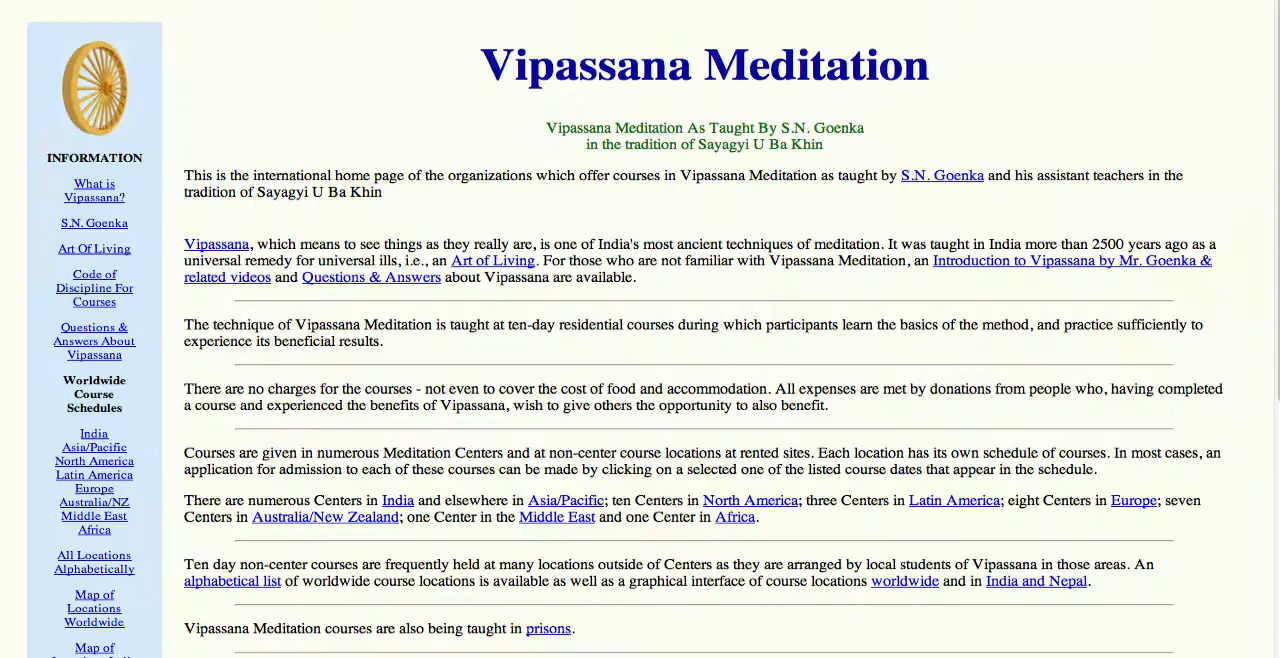 Vipassana Meditation
Vipassana Meditation As Taught By S.N. Goenka
in the tradition of Sayagyi U Ba Khin
This is the international home page of the organizations which offer courses in Vipassana Meditation as taught by S.N. Goenka and his assistant teachers in the
tradition of Sayagyi U Ba Khin
Vipassana, which means to see things as they really are, is one of India's most ancient techniques of meditation. It was taught in India more than 2500 years ago as a
universal remedy for universal ills, i.e., an Art of Living. For those who are not familiar with Vipassana Meditation, an Introduction to Vipassana by Mr. Goenka &
related videos and Questions & Answers about Vipassana are available.
The technique of Vipassana Meditation is taught at ten-day residential courses during which participants learn the basics of the method, and practice sufficiently to
experience its beneficial results.
There are no charges for the courses - not even to cover the cost of food and accommodation. All expenses are met by donations from people who, having completed
a course and experienced the benefits of Vipassana, wish to give others the opportunity to also benefit.
Courses are given in numerous Meditation Centers and at non-center course locations at rented sites. Each location has its own schedule of courses. In most cases, an
application for admission to each of these courses can be made by clicking on a selected one of the listed course dates that appear in the schedule.
There are numerous Centers in India and elsewhere in Asia/Pacific; ten Centers in North America; three Centers in Latin America; eight Centers in Europe; seven
Centers in Australia/New Zealand; one Center in the Middle East and one Center in Africa.
Ten day non-center courses are frequently held at many locations outside of Centers as they are arranged by local students of Vipassana in those areas. An
alphabetical list of worldwide course locations is available as well as a graphical interface of course locations worldwide and in India and Nepal.
Vipassana Meditation courses are also being taught in prisons.
INFORMATION
What is
Vipassana?
S.N. Goenka
Art Of Living
Code of
Discipline For
Courses
Questions &
Answers About
Vipassana
Worldwide
Course
Schedules
India
Asia/Pacific
North America
Latin America
Europe
Australia/NZ
Middle East
Africa
All Locations
Alphabetically
Map of
Locations
Worldwide
Map of